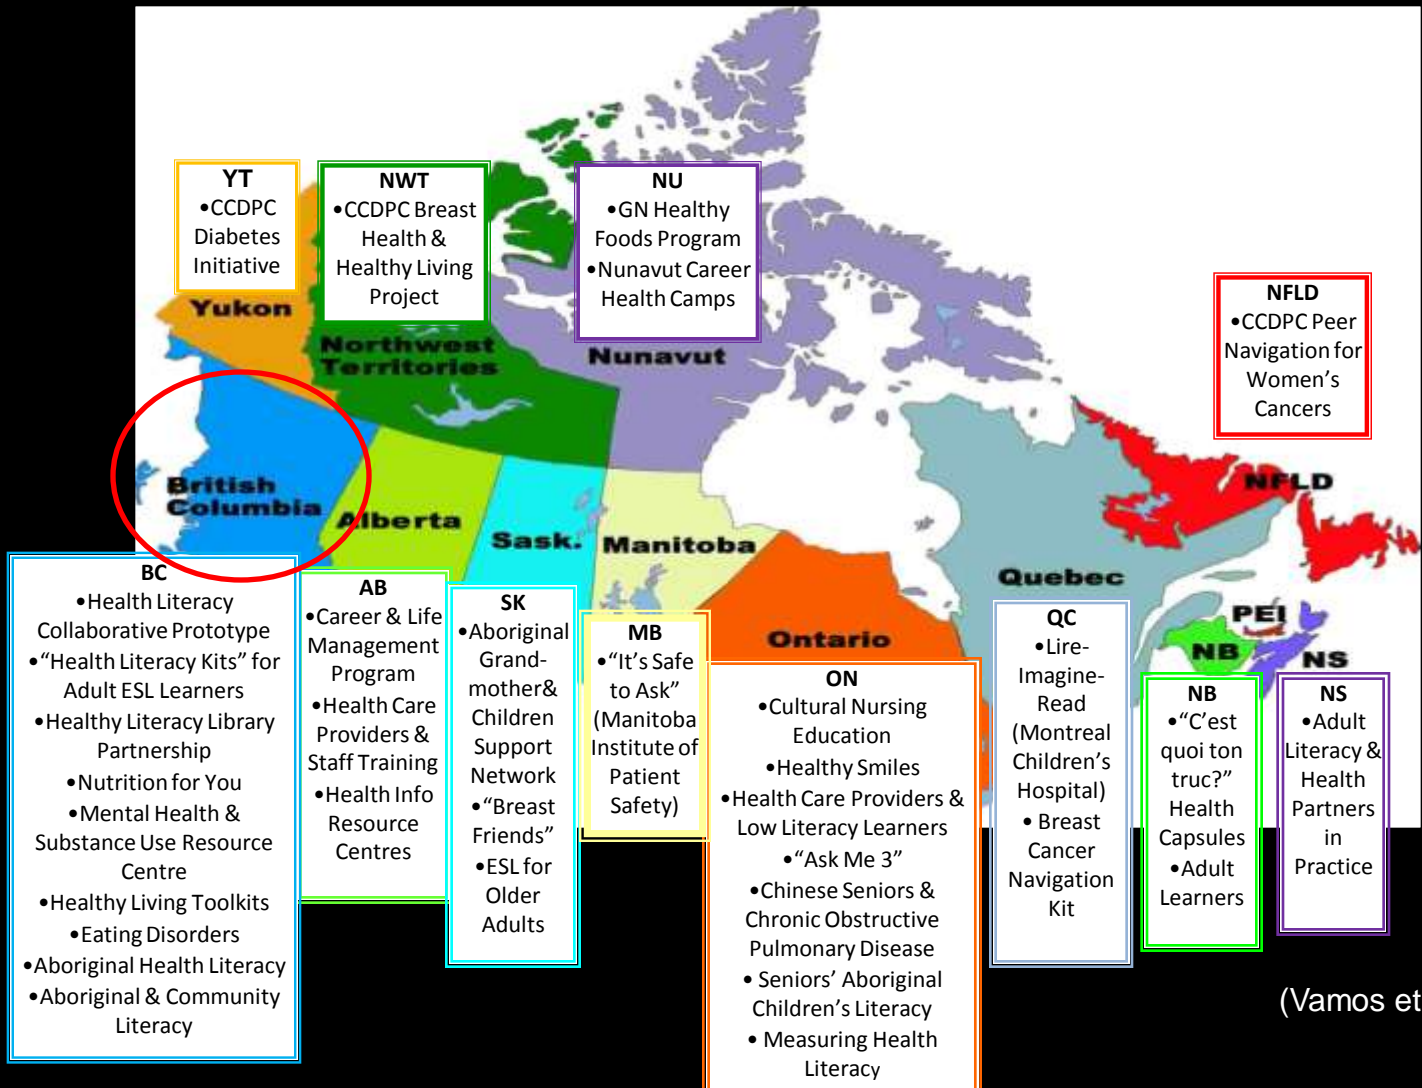 YT
•CCDPC
Diabetes
Initiative
NWT
•CCDPC Breast
Health &
Healthy Living
Project
NU
•GN Healthy
Foods Program
•Nunavut Career
Health Camps
NFLD
•CCDPC Peer
Navigation for
Women's
Cancers
Yukon
Northwest
Territories
Nunavut
British
Columbia
Alberta
Sask.
Manitoba
Ontario
Quebec
NFLD
PEI
NB
NS
BC
•Health Literacy
Collaborative Prototype
•“Health Literacy Kits” for
Adult ESL Learners
•Healthy Literacy Library
Partnership
•Nutrition for You
•Mental Health &
Substance Use Resource
Centre
•Healthy Living Toolkits
•Eating Disorders
•Aboriginal Health Literacy
•Aboriginal & Community
Literacy
AB
•Career & Life
Management
Program
•Health Care
Providers &
Staff Training
•Health Info
Resource
Centres
SK
•Aboriginal
Grand-
mother&
Children
Support
Network
•“Breast
Friends”
•ESL for
Older
Adults
MB
•“It’s Safe
to Ask”
(Manitoba
Institute of
Patient
Safety)
ON
•Cultural Nursing
Education
•Healthy Smiles
•Health Care Providers &
Low Literacy Learners
•“Ask Me 3”
•Chinese Seniors &
Chronic Obstructive
Pulmonary Disease
• Seniors’ Aboriginal
Children’s Literacy
• Measuring Health
Literacy
QC
•Lire-
Imagine-
Read
(Montreal
Children’s
Hospital)
• Breast
Cancer
Navigation
Kit
NB
•“C’est
quoi ton
truc?”
Health
Capsules
•Adult
Learners
NS
•Adult
Literacy &
Health
Partners
in
Practice
(Vamos et